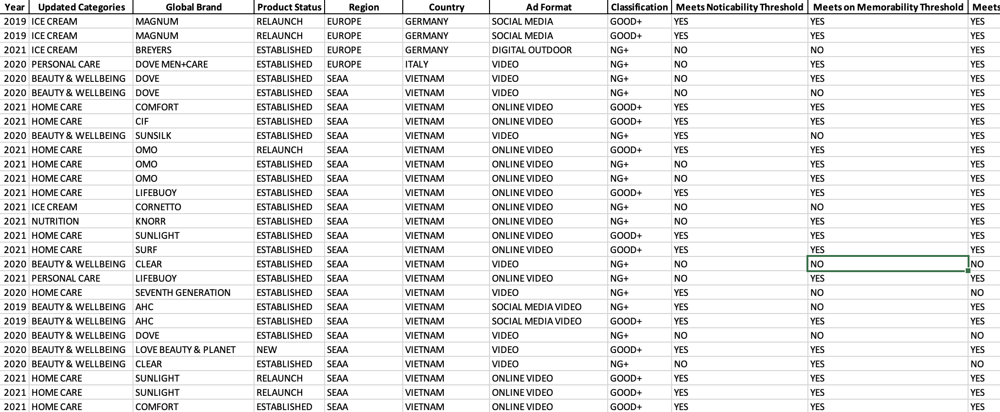 Year Updated Categories Global Brand Product Status Region Country Ad Format Classification Meets Noticability Threshold Meets on Memorability Threshold Meets
2019 ICE CREAM MAGNUM RELAUNCH EUROPE GERMANY SOCIAL MEDIA GOOD+ YES YES YES
2019 ICE CREAM MAGNUM RELAUNCH EUROPE GERMANY SOCIAL MEDIA GOOD+ YES YES YES
2021 ICE CREAM BREYERS ESTABLISHED EUROPE GERMANY DIGITAL OUTDOOR NG+ NO NO YES
2020 PERSONAL CARE DOVE MEN+CARE ESTABLISHED EUROPE ITALY VIDEO NG+ NO YES YES
2020 BEAUTY & WELLBEING DOVE ESTABLISHED SEAA VIETNAM VIDEO NG+ NO YES YES
2020 BEAUTY & WELLBEING DOVE ESTABLISHED SEAA VIETNAM VIDEO NG+ NO NO YES
2021 HOME CARE COMFORT ESTABLISHED SEAA VIETNAM ONLINE VIDEO GOOD+ YES YES YES
2021 HOME CARE CIF ESTABLISHED SEAA VIETNAM ONLINE VIDEO GOOD+ YES YES YES
2020 BEAUTY & WELLBEING SUNSILK ESTABLISHED SEAA VIETNAM VIDEO NG+ YES NO YES
2021 HOME CARE OMO RELAUNCH SEAA VIETNAM ONLINE VIDEO GOOD+ YES YES YES
2021 HOME CARE OMO ESTABLISHED SEAA VIETNAM ONLINE VIDEO NG+ NO YES YES
2021 HOME CARE OMO ESTABLISHED SEAA VIETNAM ONLINE VIDEO NG+ NO YES YES
2021 HOME CARE LIFEBUOY ESTABLISHED SEAA VIETNAM ONLINE VIDEO GOOD+ YES YES YES
2021 ICE CREAM CORNETTO ESTABLISHED SEAA VIETNAM ONLINE VIDEO NG+ NO NO YES
2021 NUTRITION KNORR ESTABLISHED SEAA VIETNAM ONLINE VIDEO NG+ NO YES YES
2021 HOME CARE SUNLIGHT ESTABLISHED SEAA VIETNAM ONLINE VIDEO GOOD+ YES YES YES
2021 HOME CARE SURF ESTABLISHED SEAA VIETNAM ONLINE VIDEO GOOD+ YES YES YES
2020 BEAUTY & WELLBEING CLEAR ESTABLISHED SEAA VIETNAM VIDEO NG+ NO NO NO
2021 PERSONAL CARE LIFEBUOY ESTABLISHED SEAA VIETNAM ONLINE VIDEO NG+ NO YES YES
2020 HOME CARE SEVENTH GENERATION ESTABLISHED SEAA VIETNAM VIDEO NG+ YES NO NO
2019 BEAUTY & WELLBEING AHC ESTABLISHED SEAA VIETNAM SOCIAL MEDIA VIDEO NG+ YES NO YES
2019 BEAUTY & WELLBEING AHC ESTABLISHED SEAA VIETNAM SOCIAL MEDIA VIDEO GOOD+ YES YES YES
2020 BEAUTY & WELLBEING DOVE ESTABLISHED SEAA VIETNAM VIDEO NG+ NO NO NO
2020 BEAUTY & WELLBEING LOVE BEAUTY & PLANET NEW SEAA VIETNAM VIDEO GOOD+ YES YES YES
2020 BEAUTY & WELLBEING CLEAR ESTABLISHED SEAA VIETNAM VIDEO NG+ NO YES NO
2021 HOME CARE SUNLIGHT RELAUNCH SEAA VIETNAM ONLINE VIDEO GOOD+ YES YES YES
2021 HOME CARE SUNLIGHT RELAUNCH SEAA VIETNAM ONLINE VIDEO GOOD+ YES YES YES
2021 HOME CARE COMFORT ESTABLISHED SEAA VIETNAM ONLINE VIDEO GOOD+ YES YES YES